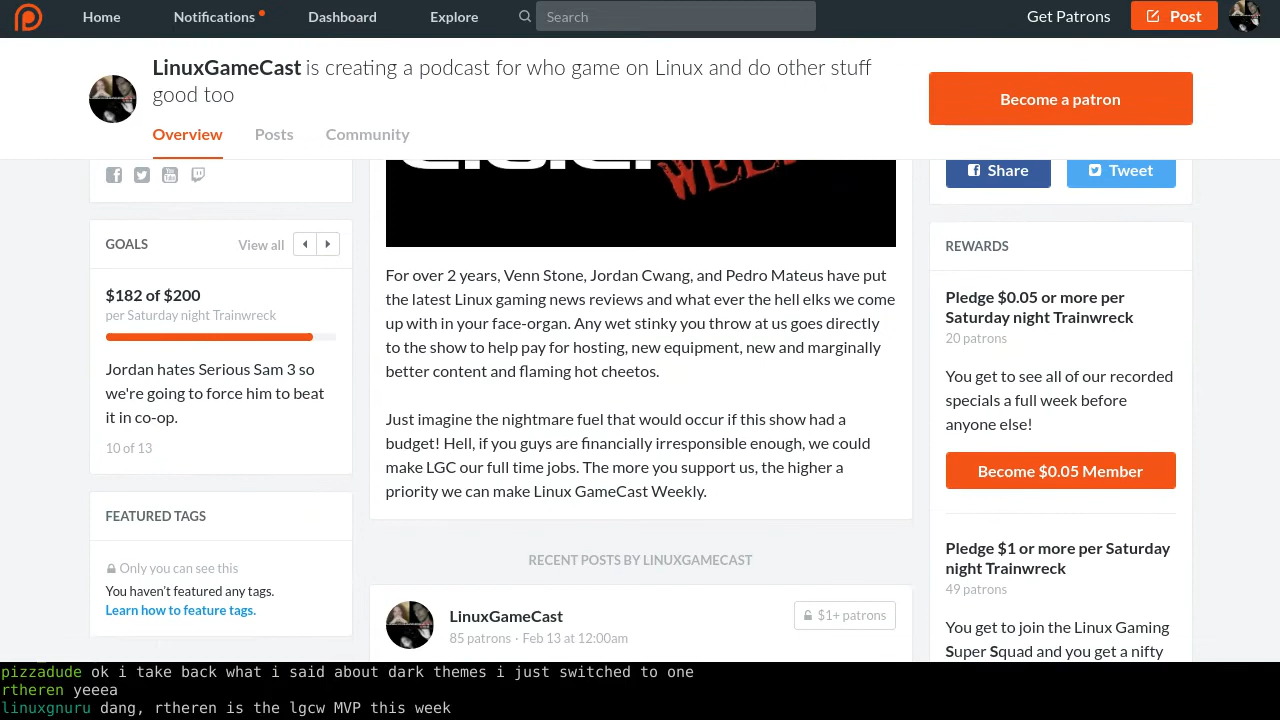 Home Notifications Dashboard Explore Search Get Patrons Post
LinuxGameCast is creating a podcast for who game on Linux and do other stuff
good too
Become a patron
Overview Posts Community
Share Tweet
GOALS View all
$182 of $200
per Saturday night Trainwreck
Jordan hates Serious Sam 3 so
we're going to force him to beat
it in co-op.
10 of 13
FEATURED TAGS
Only you can see this
You haven't featured any tags.
Learn how to feature tags.
WEE
For over 2 years, Venn Stone, Jordan Cwang, and Pedro Mateus have put
the latest Linux gaming news reviews and what ever the hell elks we come
up with in your face-organ. Any wet stinky you throw at us goes directly
to the show to help pay for hosting, new equipment, new and marginally
better content and flaming hot cheetos.
Just imagine the nightmare fuel that would occur if this show had a
budget! Hell, if you guys are financially irresponsible enough, we could
make LGC our full time jobs. The more you support us, the higher a
priority we can make Linux GameCast Weekly.
RECENT POSTS BY LINUXGAMECAST
LinuxGameCast
85 patrons · Feb 13 at 12:00am
$1+ patrons
REWARDS
Pledge $0.05 or more per
Saturday night Trainwreck
20 patrons
You get to see all of our recorded
specials a full week before
anyone else!
Become $0.05 Member
Pledge $1 or more per Saturday
night Trainwreck
49 patrons
You get to join the Linux Gaming
Super Squad and you get a nifty
pizzadude ok i take back what i said about dark themes i just switched to one
rtheren yeeea
linuxgnuru dang, rtheren is the lgcw MVP this week